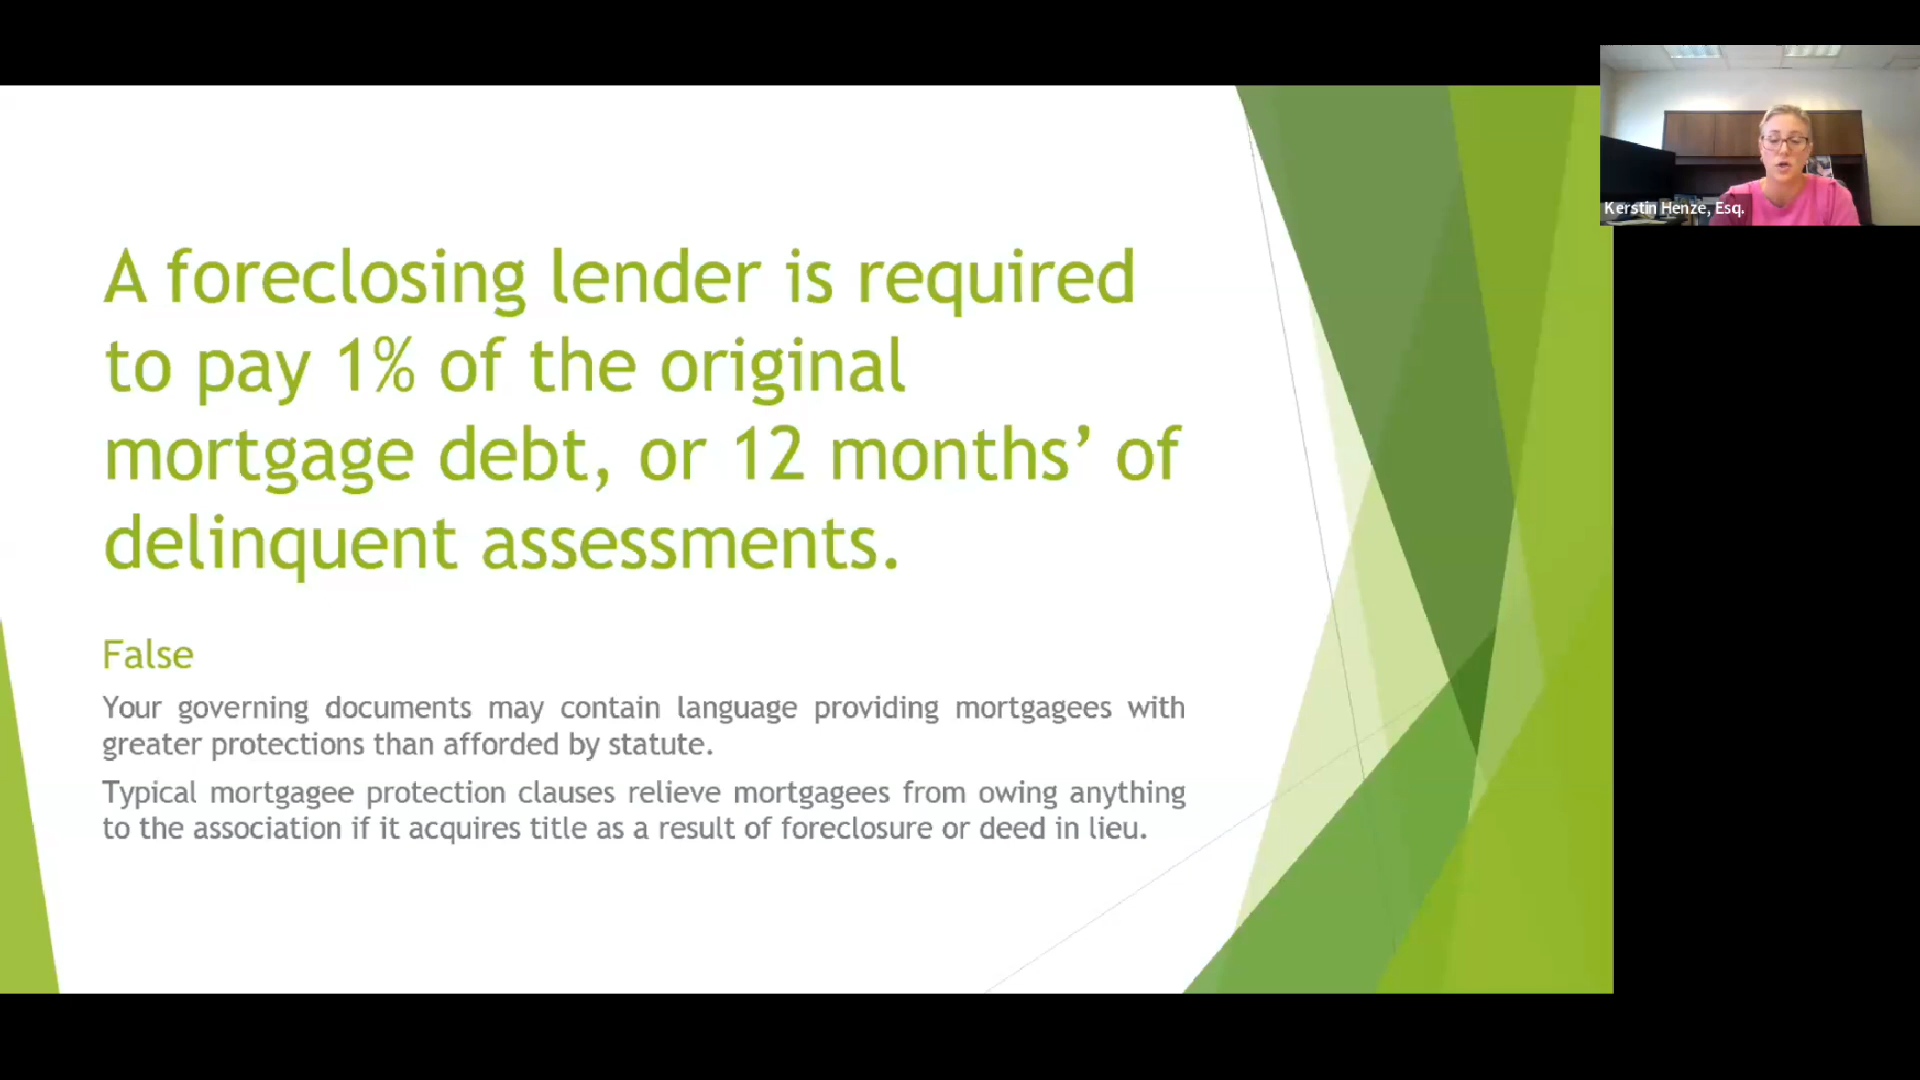 A foreclosing lender is required
to pay 1% of the original
mortgage debt, or 12 months’ of
delinquent assessments.
False
Your governing documents may contain language providing mortgagees with
greater protections than afforded by statute.
Typical mortgagee protection clauses relieve mortgagees from owing anything
to the association if it acquires title as a result of foreclosure or deed in lieu.
Kerstin Henze, Esq.